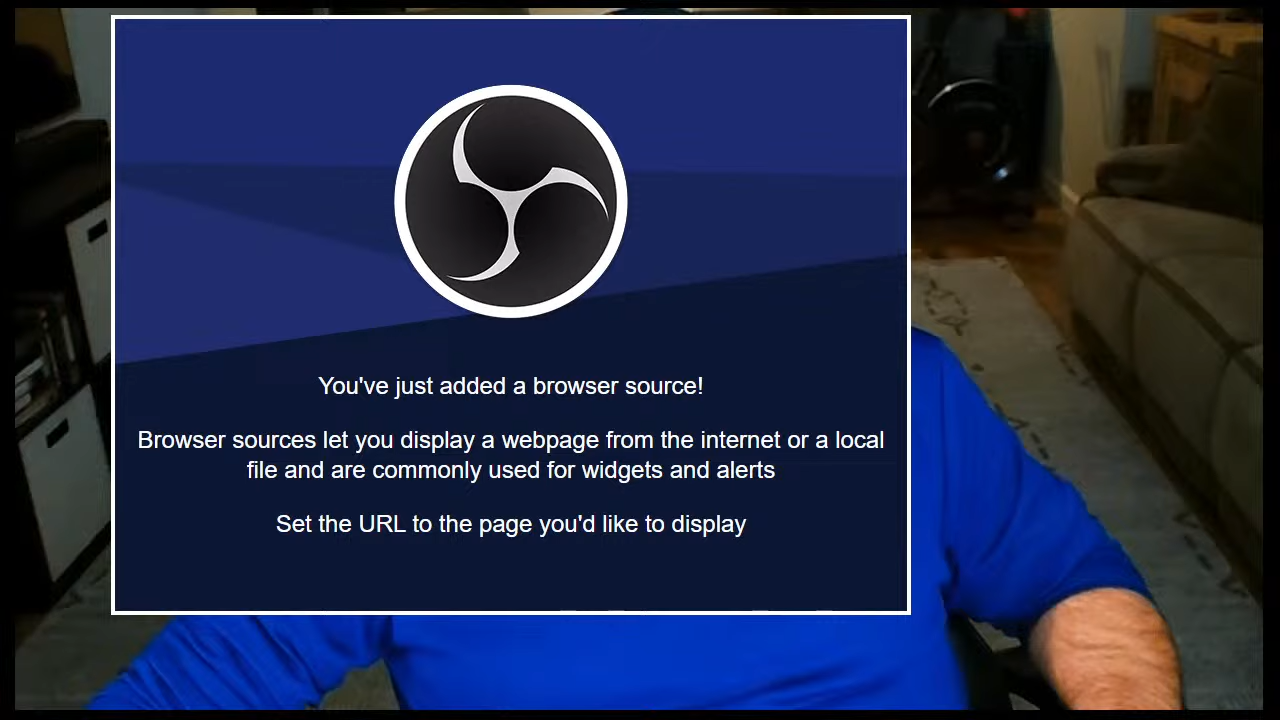 You've just added a browser source!
Browser sources let you display a webpage from the internet or a local
file and are commonly used for widgets and alerts
Set the URL to the page you'd like to display